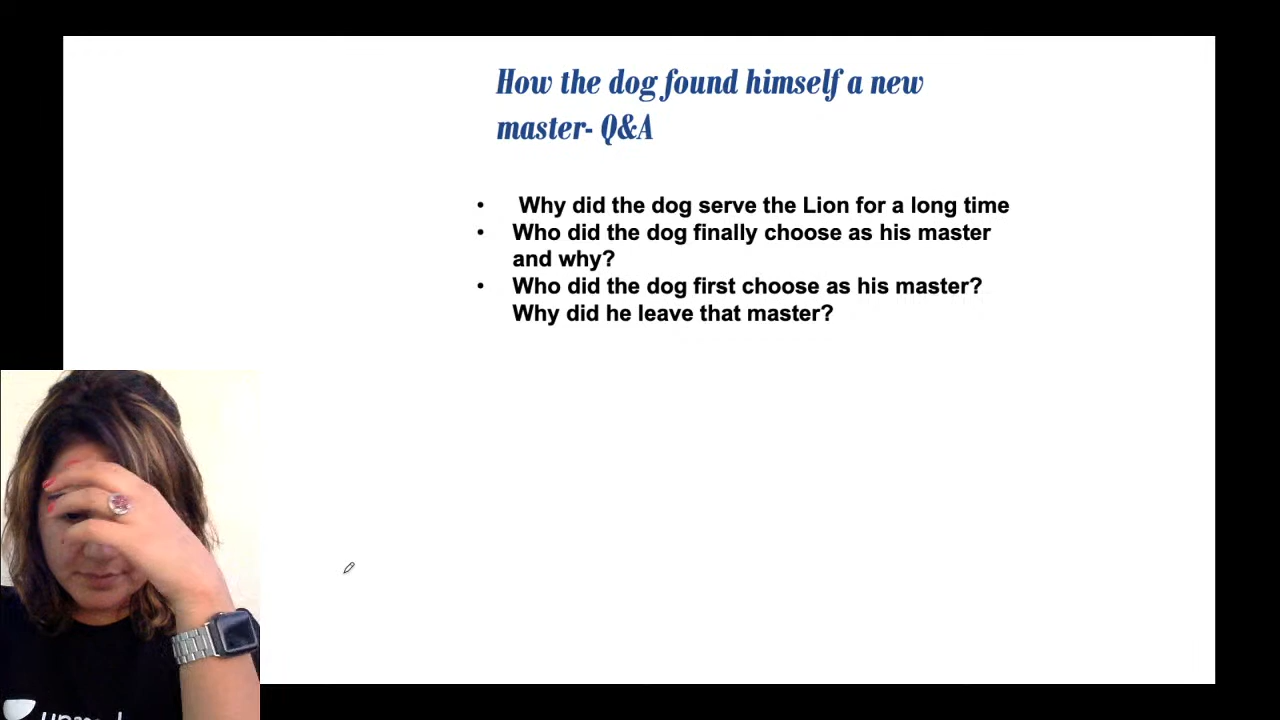 How the dog found himself a new
master- Q&A
• Why did the dog serve the Lion for a long time
• Who did the dog finally choose as his master
and why?
• Who did the dog first choose as his master?
Why did he leave that master?